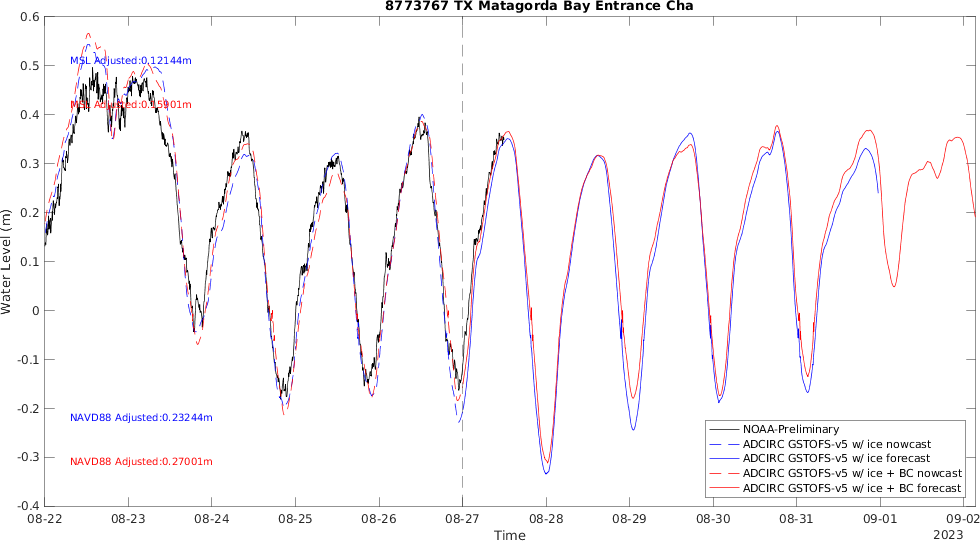 8773767 TX Matagorda Bay Entrance Cha
0.6
0.5
0.4
0.3
0.2
0.1
0
-0.1
-0.2
-0.3
-0.4
Water Level (m)
MSL Adjusted:0.12144m
MSL Adjusted:0.15901m
NAVD88 Adjusted:0.23244m
NAVD88 Adjusted:0.27001m
NOAA-Preliminary
ADCIRC GSTOFS-v5 w/ ice nowcast
ADCIRC GSTOFS-v5 w/ ice forecast
ADCIRC GSTOFS-v5 w/ ice + BC nowcast
ADCIRC GSTOFS-v5 w/ ice + BC forecast
08-22 08-23 08-24 08-25 08-26 08-27 08-28 08-29 08-30 08-31 09-01 09-02
Time
2023